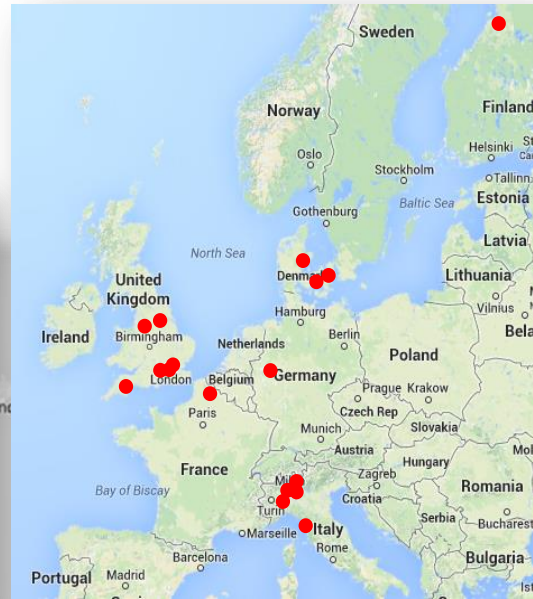 Sweden
Norway
Finland
Oslo
Helsinki
Stockholm
Tallinn
Estonia
Gothenburg
Baltic Sea
Latvia
North Sea
Lithuania
United
Kingdom
Hamburg
Vilnius
Ireland
Birmingham
Netherlands
Berlin
Poland
London
Belgium
Germany
Prague
Krakow
Paris
Czech Rep
Slovakia
Munich
Austria
France
Hungary
Zagreb
Romania
Bay of Biscay
Turin
Croatia
Serbia
Marseille
Italy
Rome
Barcelona
Bulgaria
Portugal
Madrid